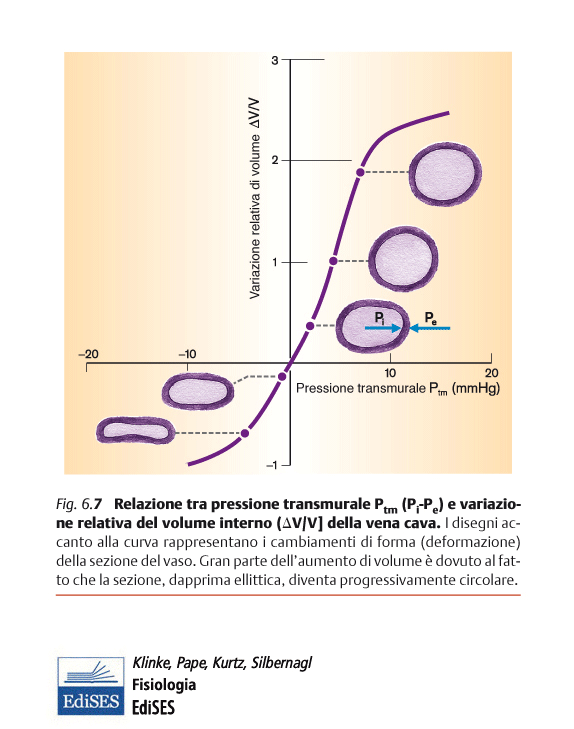 3
2
1
–1
–20
–10
10
20
Variazione relativa di volume ΔV/V
Pi
Pe
Pressione transmurale Ptm (mmHg)
Fig. 6.7 Relazione tra pressione transmurale Ptm (Pi-Pe) e variazio-
ne relativa del volume interno (ΔV/V] della vena cava. I disegni ac-
canto alla curva rappresentano i cambiamenti di forma (deformazione)
della sezione del vaso. Gran parte dell'aumento di volume è dovuto al fat-
to che la sezione, dapprima ellittica, diventa progressivamente circolare.
EdiSES
Klinke, Pape, Kurtz, Silbernagl
Fisiologia
EdiSES